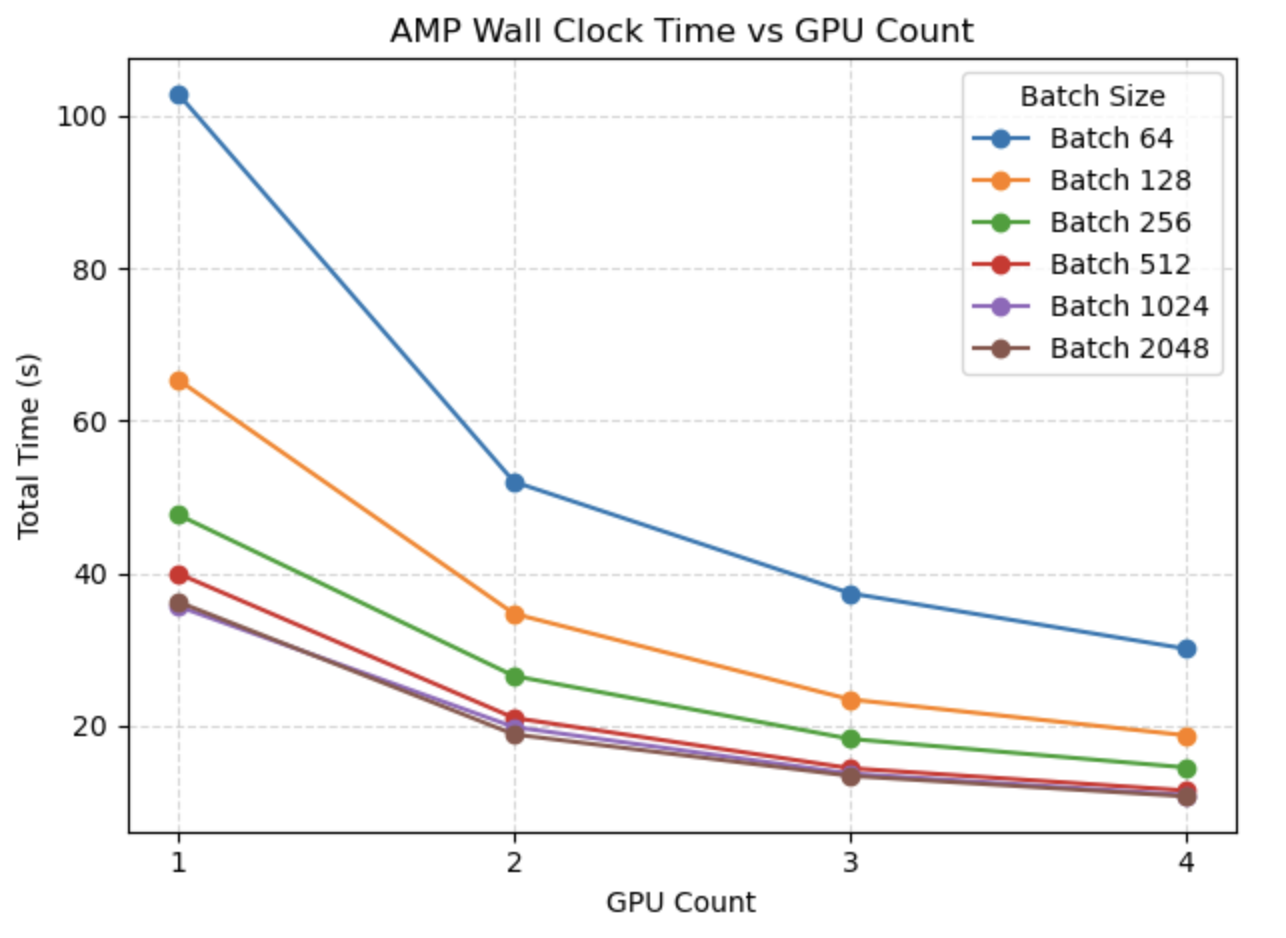 AMP Wall Clock Time vs GPU Count
Total Time (s)
100
80
60
40
20
Batch Size
Batch 64
Batch 128
Batch 256
Batch 512
Batch 1024
Batch 2048
1 2 3 4
GPU Count